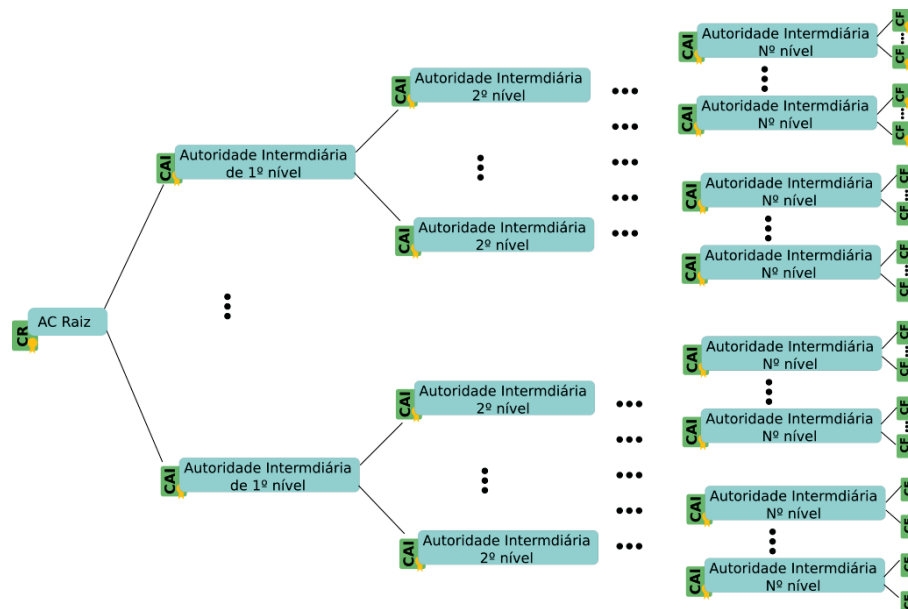 CF
CAI
Autoridade Intermdiária
Nº nível
CF
CAI
Autoridade Intermdiária
2º nível
CF
CAI
Autoridade Intermdiária
Nº nível
CF
CAI
Autoridade Intermdiária
de 1º nível
CF
CAI
Autoridade Intermdiária
Nº nível
CF
CAI
Autoridade Intermdiária
2º nível
CF
CAI
Autoridade Intermdiária
Nº nível
CF
CR
AC Raiz
CF
CAI
Autoridade Intermdiária
Nº nível
CF
CAI
Autoridade Intermdiária
2º nível
CF
CAI
Autoridade Intermdiária
Nº nível
CF
CAI
Autoridade Intermdiária
de 1º nível
CF
CAI
Autoridade Intermdiária
Nº nível
CF
CAI
Autoridade Intermdiária
2º nível
CF
CAI
Autoridade Intermdiária
Nº nível
CF